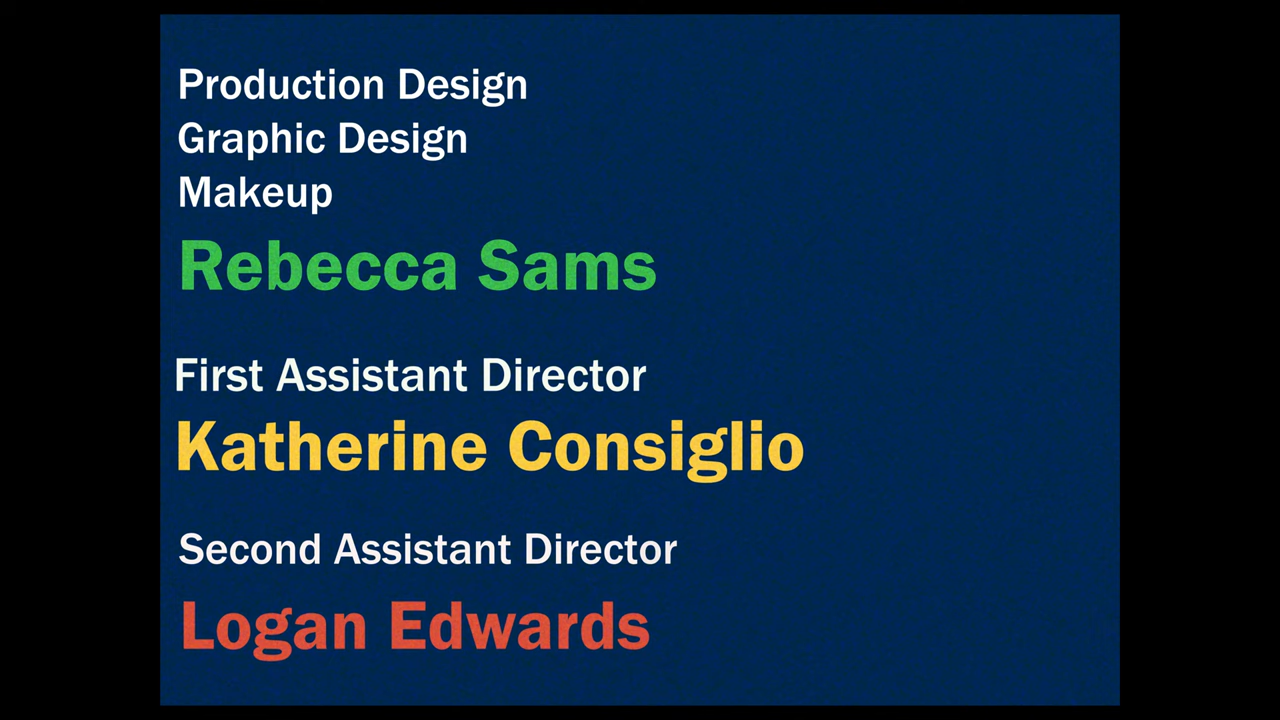 Production Design
Graphic Design
Makeup
Rebecca Sams
First Assistant Director
Katherine Consiglio
Second Assistant Director
Logan Edwards